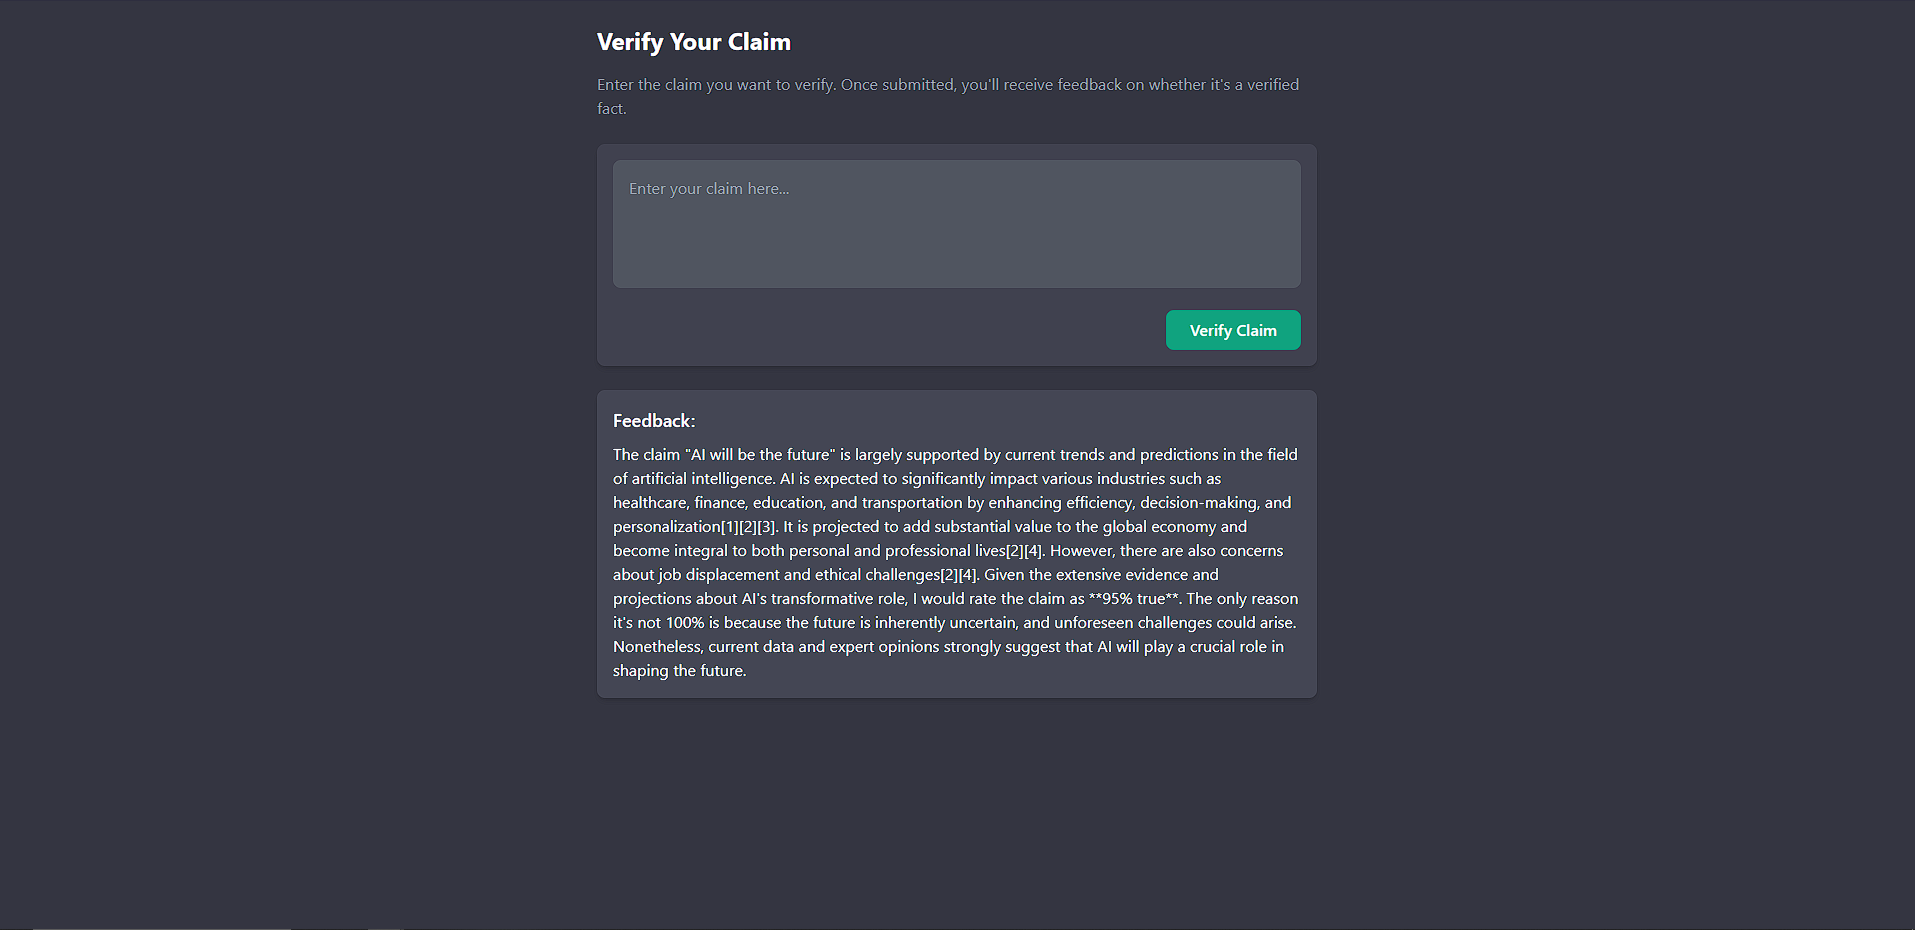 Verify Your Claim
Enter the claim you want to verify. Once submitted, you'll receive feedback on whether it's a verified
fact.
Enter your claim here...
Verify Claim
Feedback:
The claim "AI will be the future" is largely supported by current trends and predictions in the field
of artificial intelligence. AI is expected to significantly impact various industries such as
healthcare, finance, education, and transportation by enhancing efficiency, decision-making, and
personalization[1][2][3]. It is projected to add substantial value to the global economy and
become integral to both personal and professional lives[2][4]. However, there are also concerns
about job displacement and ethical challenges[2][4]. Given the extensive evidence and
projections about AI's transformative role, I would rate the claim as **95% true**. The only reason
it's not 100% is because the future is inherently uncertain, and unforeseen challenges could arise.
Nonetheless, current data and expert opinions strongly suggest that AI will play a crucial role in
shaping the future.